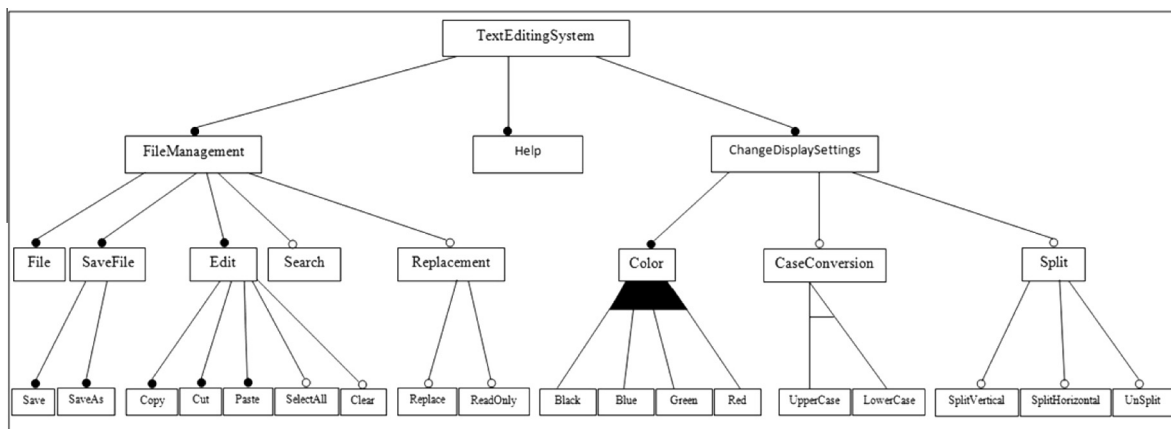 TextEditingSystem
FileManagement
Help
ChangeDisplaySettings
File
SaveFile
Edit
Search
Replacement
Color
CaseConversion
Split
Save
SaveAs
Copy
Cut
Paste
SelectAll
Clear
Replace
ReadOnly
Black
Blue
Green
Red
UpperCase
LowerCase
SplitVertical
SplitHorizontal
UnSplit